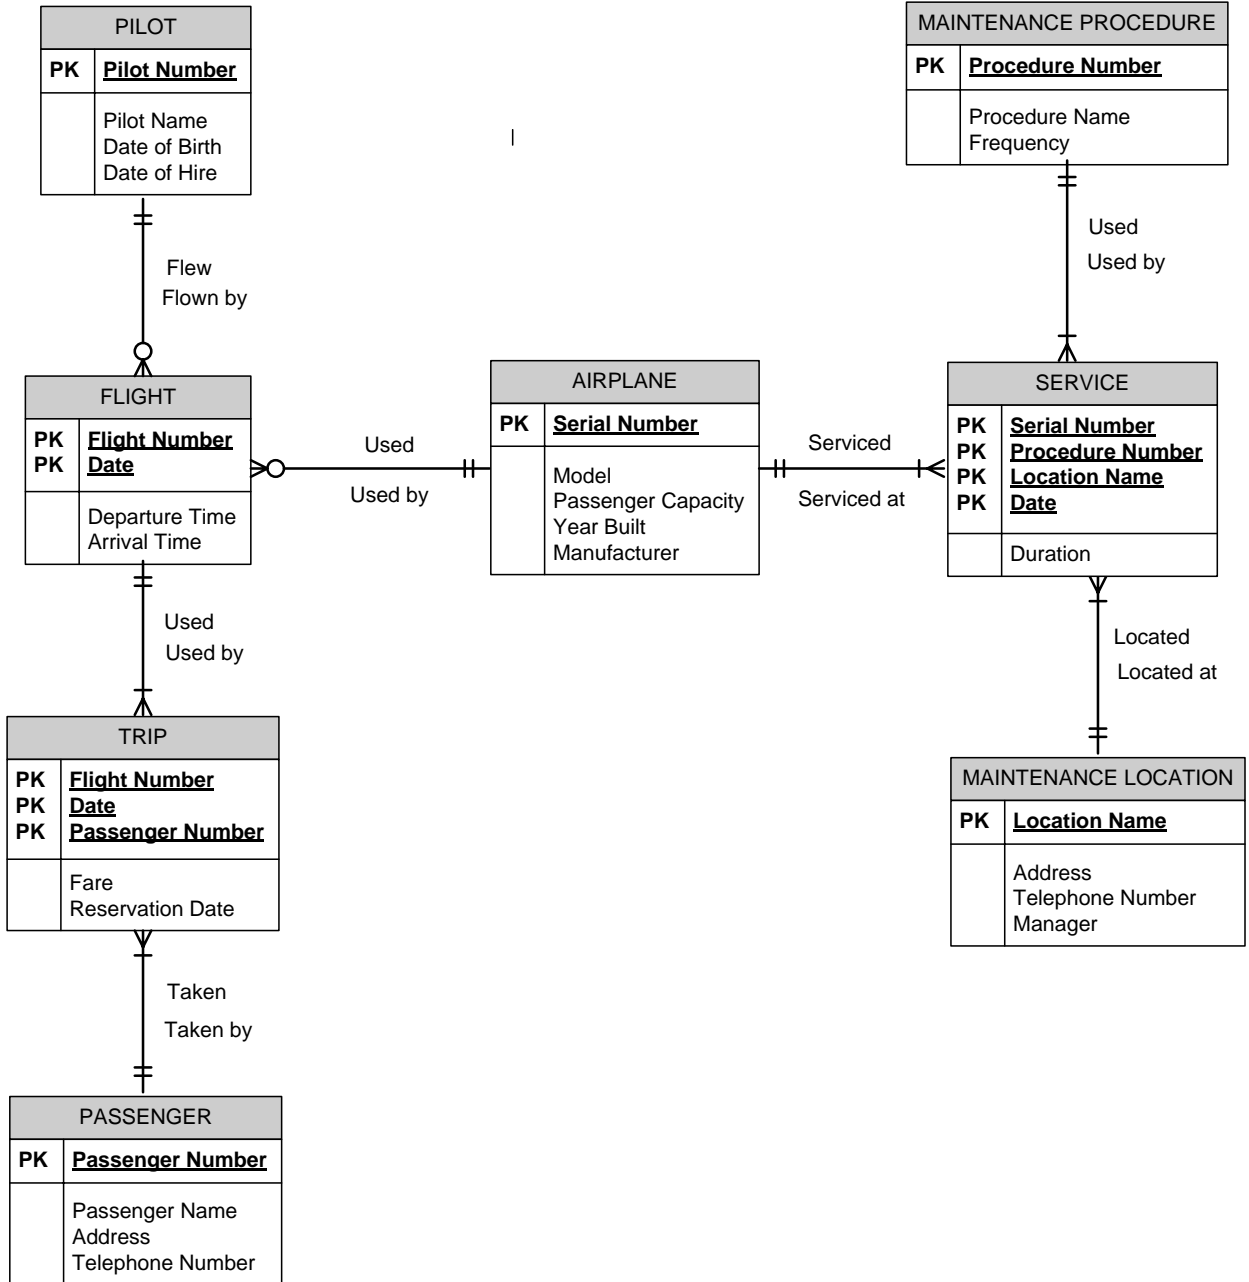 PILOT
PK Pilot Number
Pilot Name
Date of Birth
Date of Hire
MAINTENANCE PROCEDURE
PK Procedure Number
Procedure Name
Frequency
Flew
Flown by
Used
Used by
FLIGHT
PK Flight Number
PK Date
Departure Time
Arrival Time
Used
Used by
AIRPLANE
PK Serial Number
Model
Passenger Capacity
Year Built
Manufacturer
Serviced
Serviced at
SERVICE
PK Serial Number
PK Procedure Number
PK Location Name
PK Date
Duration
Used
Used by
Located
Located at
TRIP
PK Flight Number
PK Date
PK Passenger Number
Fare
Reservation Date
MAINTENANCE LOCATION
PK Location Name
Address
Telephone Number
Manager
Taken
Taken by
PASSENGER
PK Passenger Number
Passenger Name
Address
Telephone Number